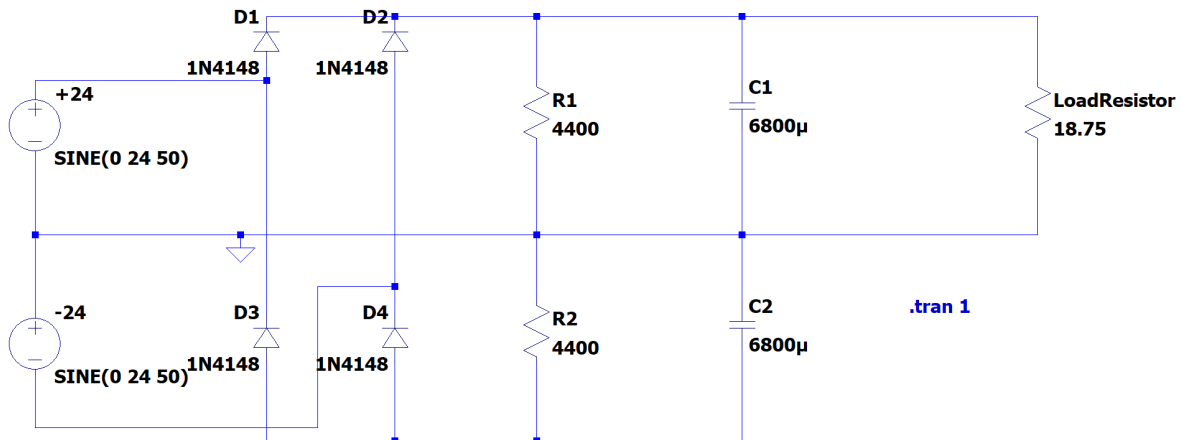 D1
D2
1N4148
1N4148
+24
SINE(0 24 50)
R1
4400
C1
6800µ
LoadResistor
18.75
-24
SINE(0 24 50)
D3
D4
1N4148
1N4148
R2
4400
C2
6800µ
.tran 1